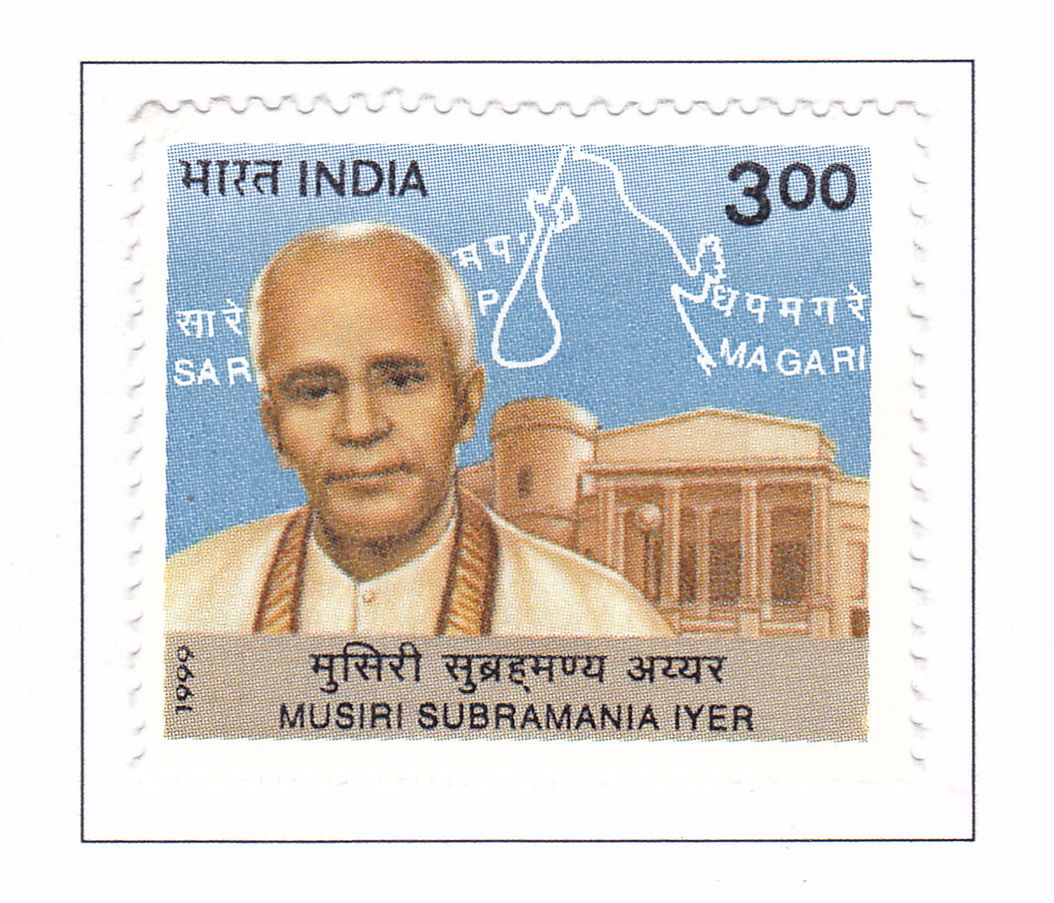 भारत INDIA
3.00
सा रे
म प
ध प म ग रे
SA R
P
MA GA RI
1999
मुसिरी सुब्रह्मण्य अय्यर
MUSIRI SUBRAMANIA IYER